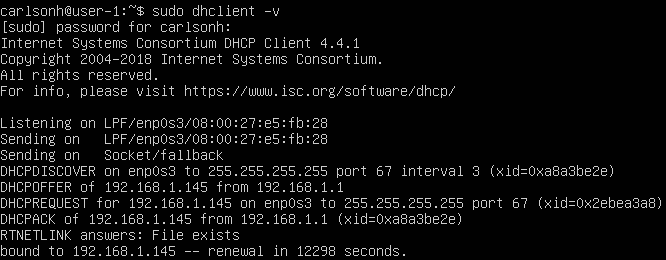 carlsonh@user-1:~$ sudo dhclient -v
[sudo] password for carlsonh:
Internet Systems Consortium DHCP Client 4.4.1
Copyright 2004-2018 Internet Systems Consortium.
All rights reserved.
For info, please visit https://www.isc.org/software/dhcp/

Listening on LPF/enp0s3/08:00:27:e5:fb:28
Sending on   LPF/enp0s3/08:00:27:e5:fb:28
Sending on   Socket/fallback
DHCPDISCOVER on enp0s3 to 255.255.255.255 port 67 interval 3 (xid=0xa8a3be2e)
DHCPOFFER of 192.168.1.145 from 192.168.1.1
DHCPREQUEST for 192.168.1.145 on enp0s3 to 255.255.255.255 port 67 (xid=0x2ebea3a8)
DHCPACK of 192.168.1.145 from 192.168.1.1 (xid=0xa8a3be2e)
RTNETLINK answers: File exists
bound to 192.168.1.145 -- renewal in 12298 seconds.